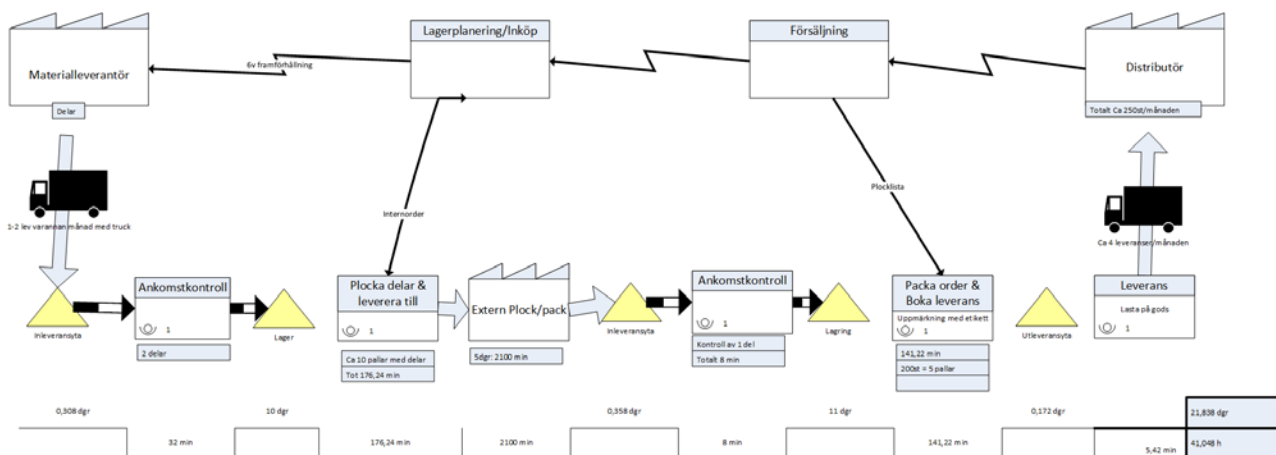 Materialleverantör
Delar
6v framförhållning
Lagerplanering/Inköp
Försäljning
Distributör
Totalt Ca 250st/månaden
1-2 lev varannan månad med truck
Internorder
Plocklista
Ca 4 leveranser/månaden
Inleveransyta
Ankomstkontroll
1
2 delar
Lager
Plocka delar &
leverera till
1
Ca 10 pallar med delar
Tot 176,24 min
Extern Plock/pack
5dgr: 2100 min
Inleveransyta
Ankomstkontroll
1
Kontroll av 1 del
Totalt 8 min
Lagring
Packa order &
Boka leverans
Uppmärkning med etikett
1
141,22 min
200st = 5 pallar
Utleveransyta
Leverans
Lasta på gods
1
0,308 dgr
10 dgr
0,358 dgr
11 dgr
0,172 dgr
21,838 dgr
32 min
176,24 min
2100 min
8 min
141,22 min
5,42 min
41,048 h